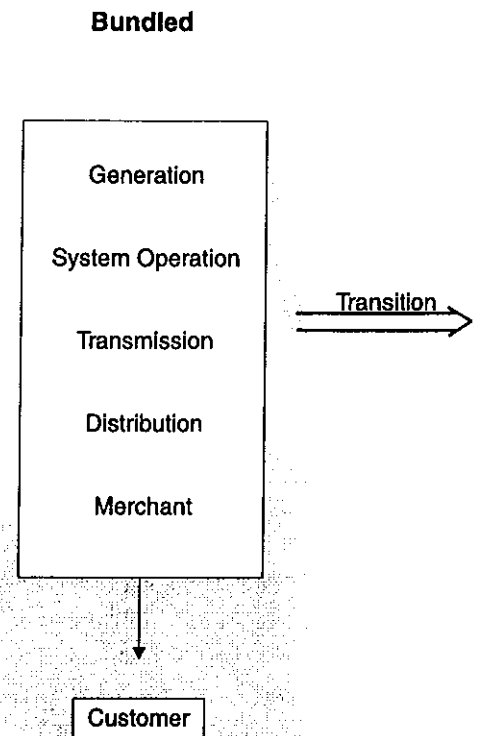 Bundled
Generation
System Operation
Transition
Transmission
Distribution
Merchant
Customer